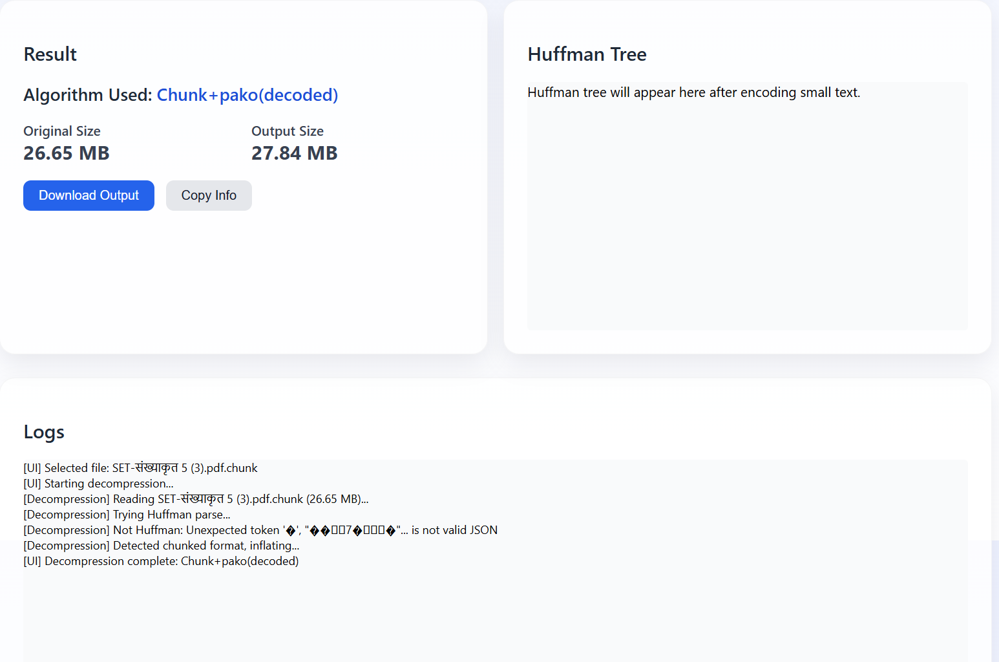 Result
Algorithm Used: Chunk+pako(decoded)
Original Size
26.65 MB
Output Size
27.84 MB
Download Output
Copy Info
Huffman Tree
Huffman tree will appear here after encoding small text.
Logs
[UI] Selected file: SET-संख्याकृत 5 (3).pdf.chunk
[UI] Starting decompression...
[Decompression] Reading SET-संख्याकृत 5 (3).pdf.chunk (26.65 MB)...
[Decompression] Trying Huffman parse...
[Decompression] Not Huffman: Unexpected token '�', "��▯▯7�▯▯▯�"... is not valid JSON
[Decompression] Detected chunked format, inflating...
[UI] Decompression complete: Chunk+pako(decoded)